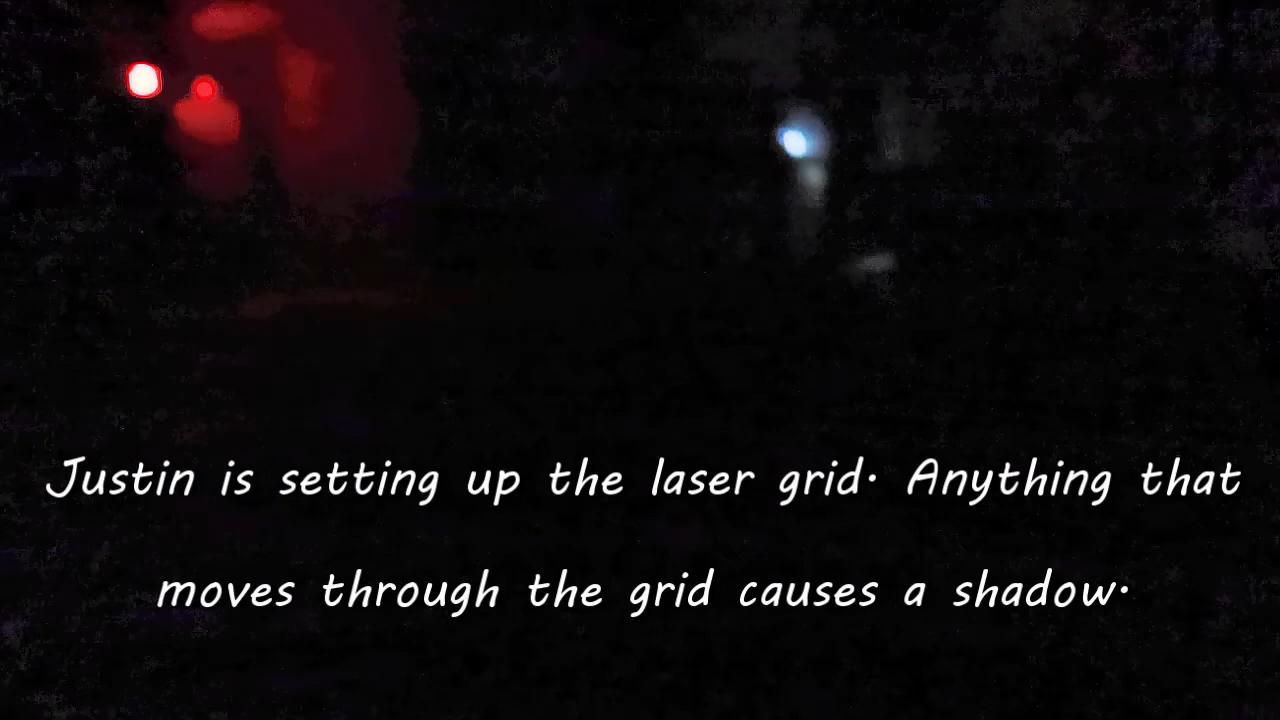 Justin is setting up the laser grid. Anything that
moves through the grid causes a shadow.